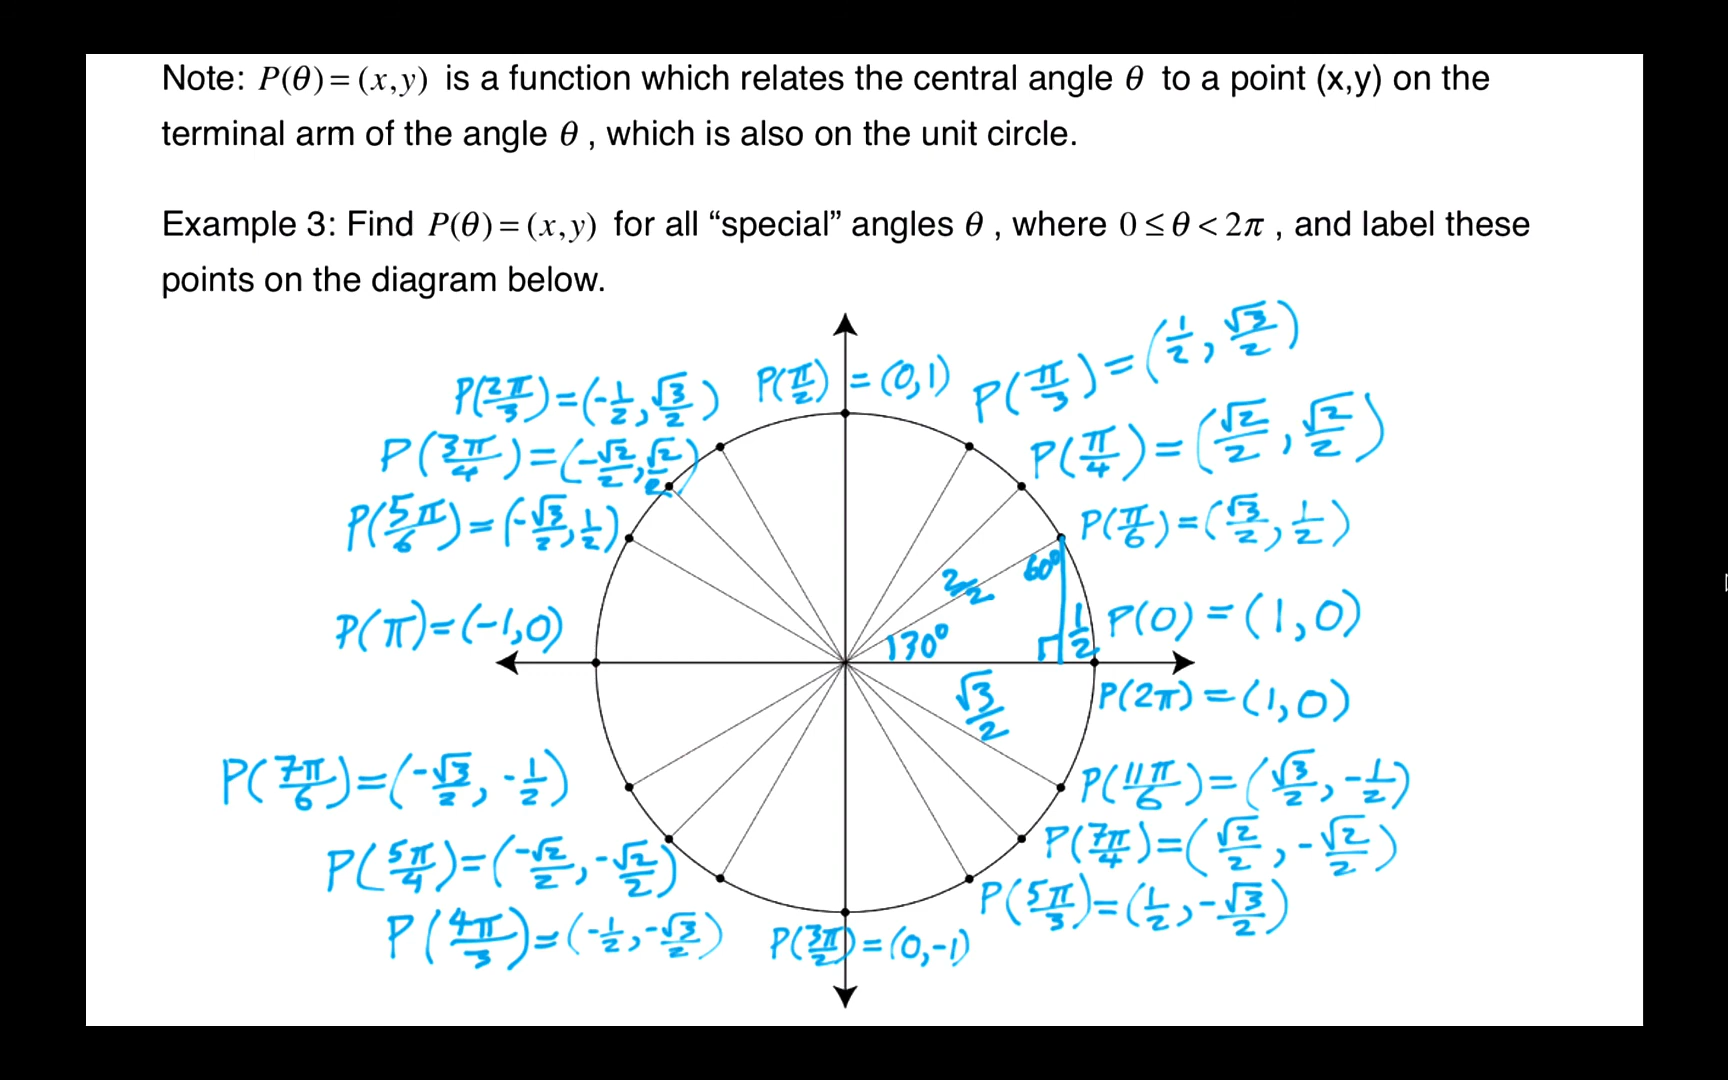 Note: P(θ) = (x,y) is a function which relates the central angle θ to a point (x,y) on the
terminal arm of the angle θ , which is also on the unit circle.
Example 3: Find P(θ) = (x,y) for all “special” angles θ , where 0 ≤ θ < 2π , and label these
points on the diagram below.
P(π/3) = (1/2, √3/2)
P(2π/3) = (-1/2, √3/2)
P(π/2) = (0,1)
P(π/4) = (√2/2, √2/2)
P(3π/4) = (-√2/2, √2/2)
P(5π/6) = (-√3/2, 1/2)
P(π/6) = (√3/2, 1/2)
60°
2/2
P(π) = (-1,0)
130°
1/2
P(0) = (1,0)
√3/2
P(2π) = (1,0)
P(7π/6) = (-√3/2, -1/2)
P(11π/6) = (√3/2, -1/2)
P(5π/4) = (-√2/2, -√2/2)
P(7π/4) = (√2/2, -√2/2)
P(5π/3) = (1/2, -√3/2)
P(4π/3) = (-1/2, -√3/2)
P(3π/2) = (0,-1)